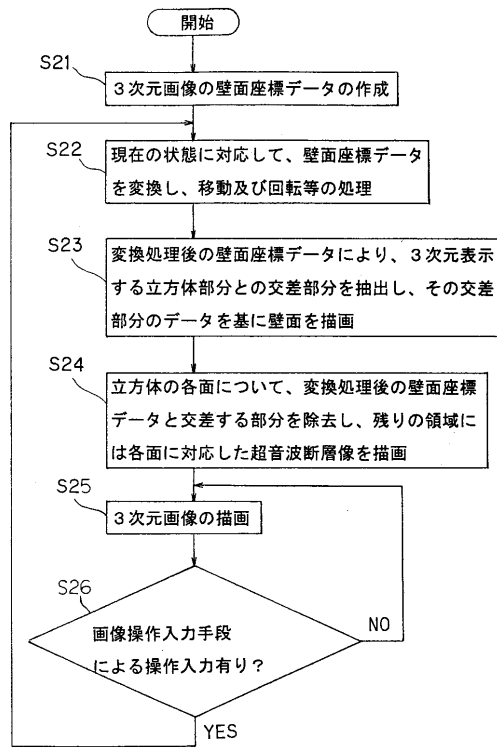 開始
S21
3次元画像の壁面座標データの作成
S22
現在の状態に対応して、壁面座標データ
を変換し、移動及び回転等の処理
S23
変換処理後の壁面座標データにより、3次元表示
する立方体部分との交差部分を抽出し、その交差
部分のデータを基に壁面を描画
S24
立方体の各面について、変換処理後の壁面座標
データと交差する部分を除去し、残りの領域に
は各面に対応した超音波断層像を描画
S25
3次元画像の描画
S26
画像操作入力手段
による操作入力有り?
NO
YES